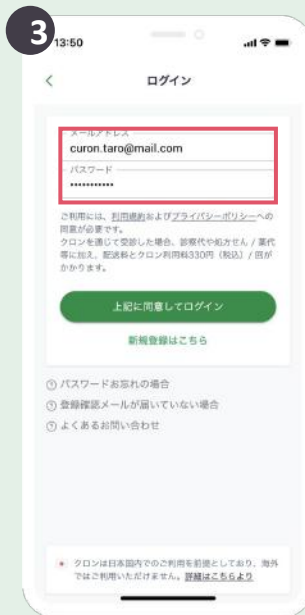 3
13:50
ログイン
メールアドレス
curon.taro@mail.com
パスワード
•••••••••••
ご利用には、利用規約およびプライバシーポリシーへの
同意が必要です。
クロンを通じて受診した場合、診察代や処方せん / 薬代
等に加え、配送料とクロン利用料330円（税込）/ 回が
かかります。
上記に同意してログイン
新規登録はこちら
パスワードお忘れの場合
登録確認メールが届いていない場合
よくあるお問い合わせ
クロンは日本国内でのご利用を前提としており、海外
ではご利用いただけません。詳細はこちらより